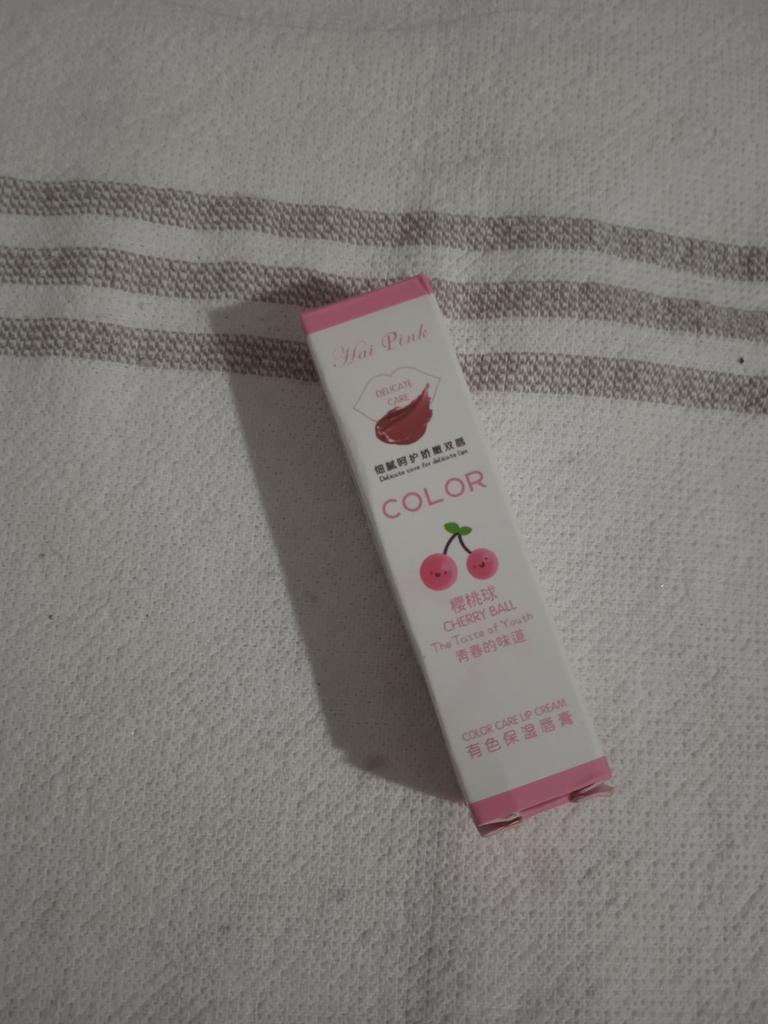 Hai Pink
DELICATE
CARE
细腻呵护娇嫩双唇
Delicate care for delicate lips
COLOR
樱桃球
CHERRY BALL
The Taste of Youth
青春的味道
COLOR CARE LIP CREAM
有色保湿唇膏